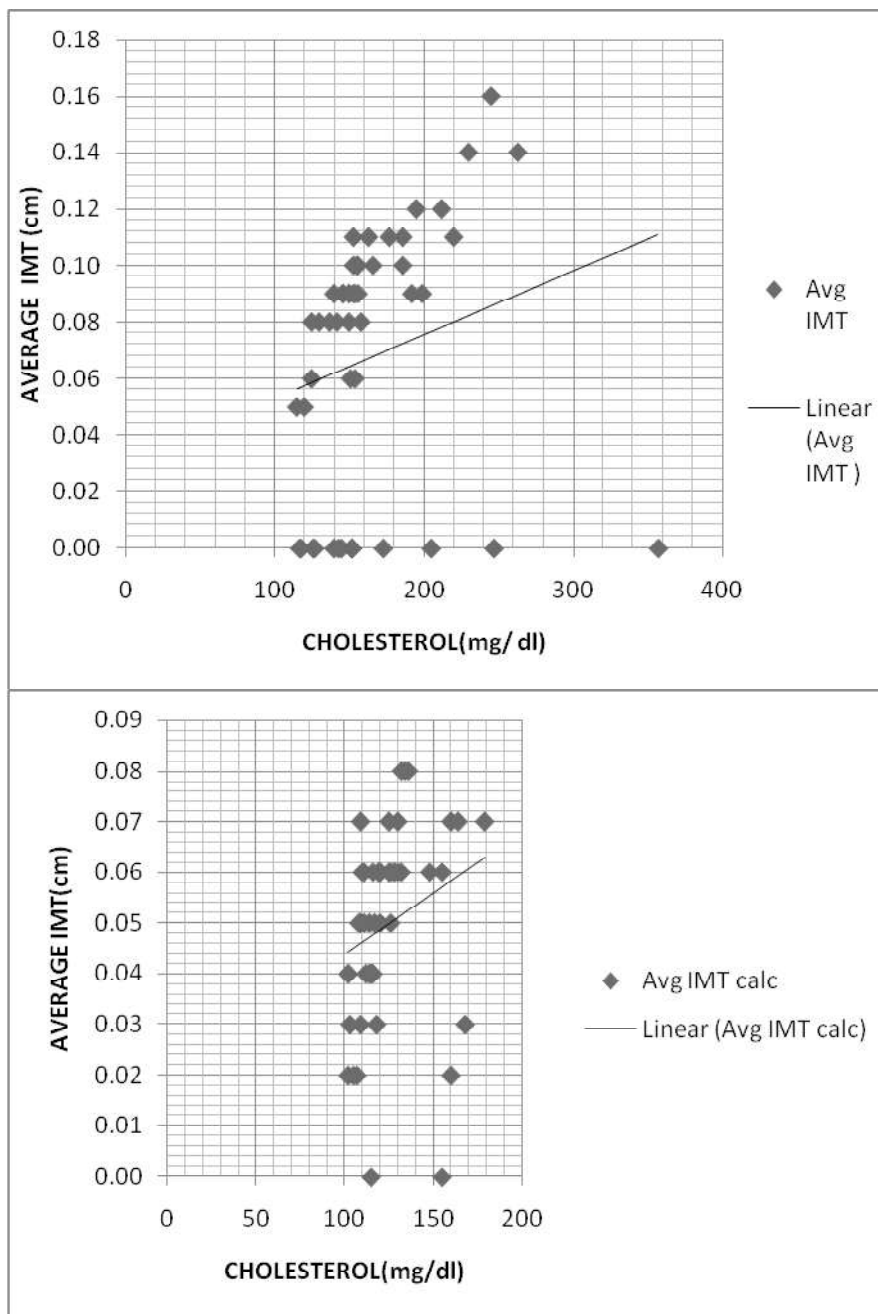 0.18
0.16
0.14
0.12
0.10
0.08
0.06
0.04
0.02
0.00
AVERAGE IMT (cm)
0 100 200 300 400
CHOLESTEROL(mg/ dl)
Avg
IMT
Linear
(Avg
IMT )
0.09
0.08
0.07
0.06
0.05
0.04
0.03
0.02
0.01
0.00
AVERAGE IMT(cm)
0 50 100 150 200
CHOLESTEROL(mg/dl)
Avg IMT calc
Linear (Avg IMT calc)